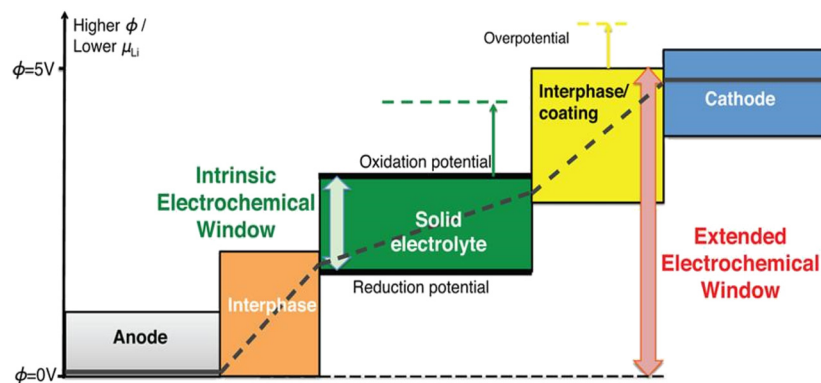 Higher ϕ /
Lower μLi
ϕ=5V
Overpotential
Interphase/
coating
Cathode
Oxidation potential
Intrinsic
Electrochemical
Window
Solid
electrolyte
Extended
Electrochemical
Window
Interphase
Reduction potential
Anode
ϕ=0V